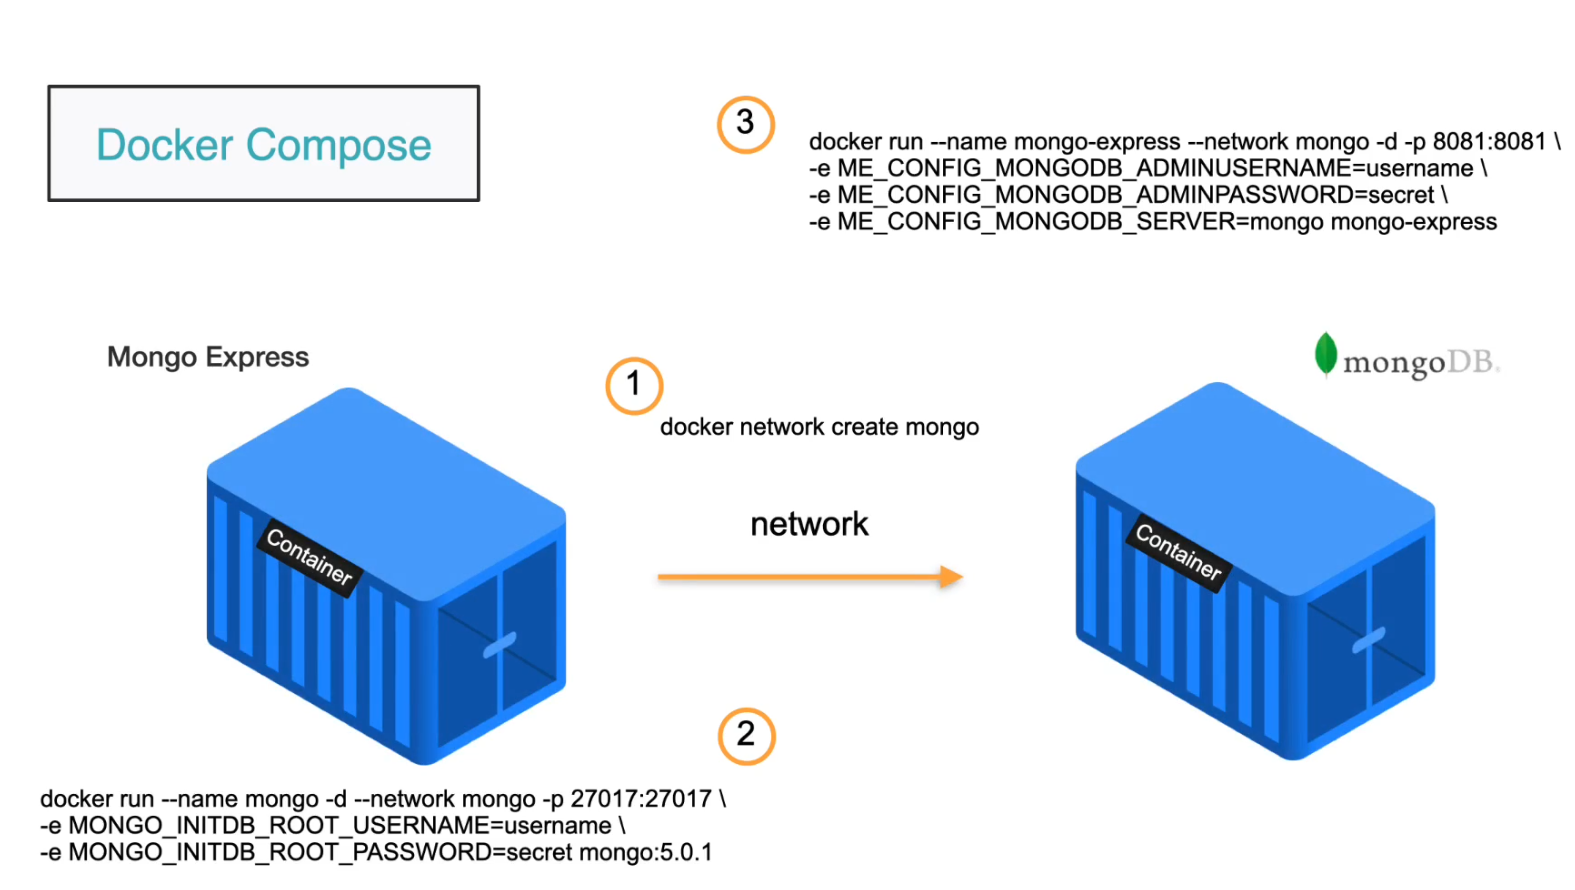 Docker Compose
3
docker run --name mongo-express --network mongo -d -p 8081:8081 \
-e ME_CONFIG_MONGODB_ADMINUSERNAME=username \
-e ME_CONFIG_MONGODB_ADMINPASSWORD=secret \
-e ME_CONFIG_MONGODB_SERVER=mongo mongo-express
Mongo Express
1
docker network create mongo
mongoDB.
network
Container
Container
2
docker run --name mongo -d --network mongo -p 27017:27017 \
-e MONGO_INITDB_ROOT_USERNAME=username \
-e MONGO_INITDB_ROOT_PASSWORD=secret mongo:5.0.1